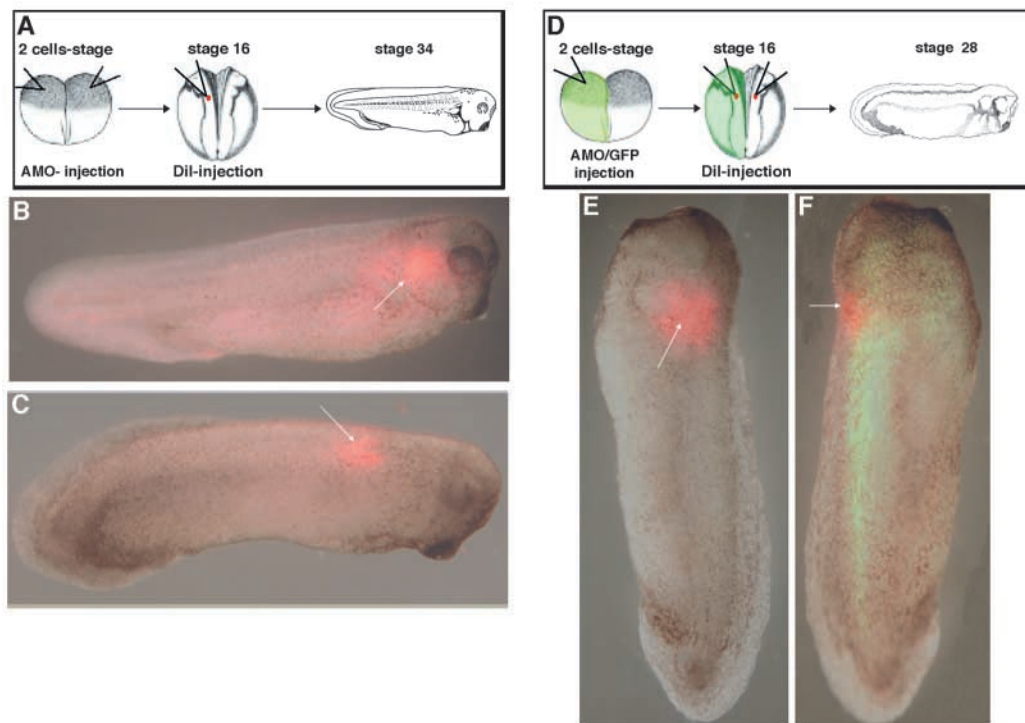 A
2 cells-stage
stage 16
stage 34
AMO- injection
DiI-injection
B
C
D
2 cells-stage
stage 16
stage 28
AMO/GFP
injection
DiI-injection
E
F